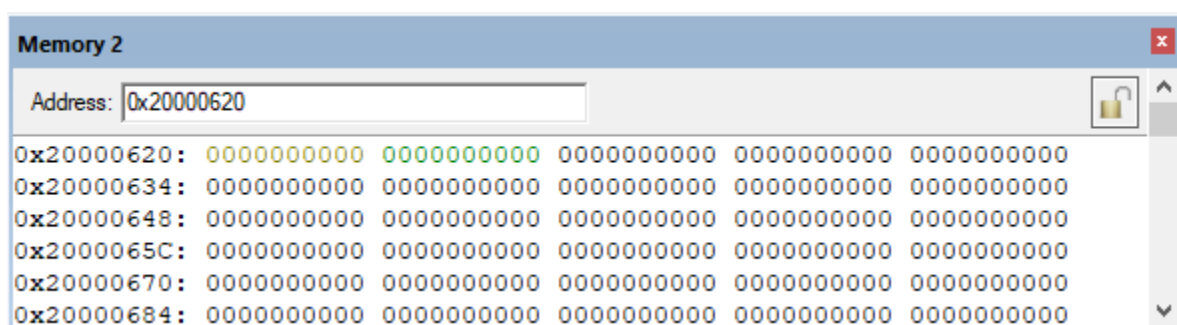 Memory 2
x
Address: 0x20000620
0x20000620: 0000000000 0000000000 0000000000 0000000000 0000000000
0x20000634: 0000000000 0000000000 0000000000 0000000000 0000000000
0x20000648: 0000000000 0000000000 0000000000 0000000000 0000000000
0x2000065C: 0000000000 0000000000 0000000000 0000000000 0000000000
0x20000670: 0000000000 0000000000 0000000000 0000000000 0000000000
0x20000684: 0000000000 0000000000 0000000000 0000000000 0000000000